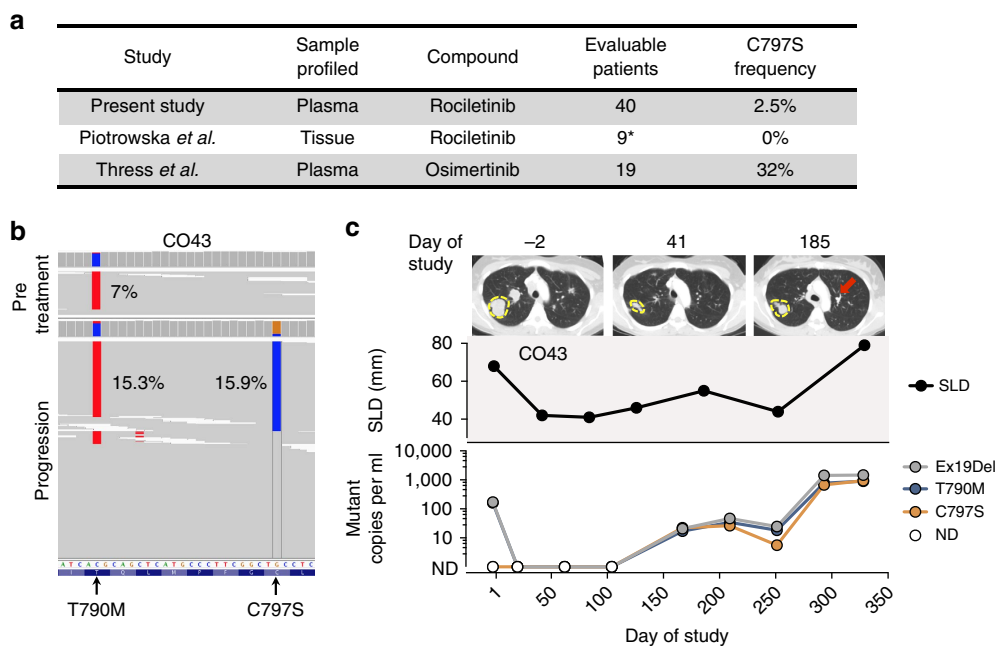 a
Study Sample profiled Compound Evaluable patients C797S frequency
Present study Plasma Rociletinib 40 2.5%
Piotrowska et al. Tissue Rociletinib 9* 0%
Thress et al. Plasma Osimertinib 19 32%
b
CO43
Pre treatment
7%
Progression
15.3% 15.9%
A T C A C G C A G C T C A T G C C C T T C G G C T G C C T C
I T Q L M P F G C L
T790M C797S
c
Day of study –2 41 185
CO43
SLD (mm)
80
60
40
SLD
Mutant copies per ml
10,000
1,000
100
10
ND
Ex19Del
T790M
C797S
ND
1 50 100 150 200 250 300 350
Day of study